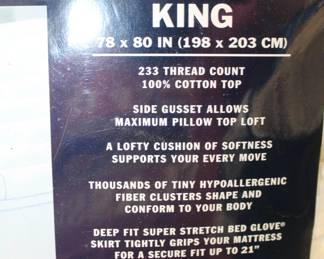 KING
78 x 80 IN (198 x 203 CM)
233 THREAD COUNT
100% COTTON TOP
SIDE GUSSET ALLOWS
MAXIMUM PILLOW TOP LOFT
A LOFTY CUSHION OF SOFTNESS
SUPPORTS YOUR EVERY MOVE
THOUSANDS OF TINY HYPOALLERGENIC
FIBER CLUSTERS SHAPE AND
CONFORM TO YOUR BODY
DEEP FIT SUPER STRETCH BED GLOVE®
SKIRT TIGHTLY GRIPS YOUR MATTRESS
FOR A SECURE FIT UP TO 21"